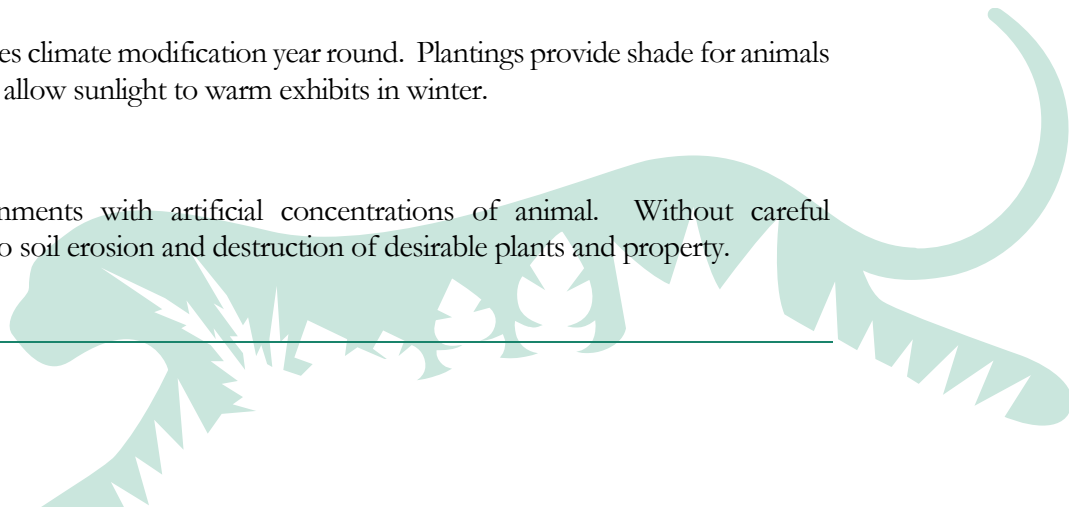 es climate modification year round. Plantings provide shade for animals
allow sunlight to warm exhibits in winter.
nments with artificial concentrations of animal. Without careful
o soil erosion and destruction of desirable plants and property.